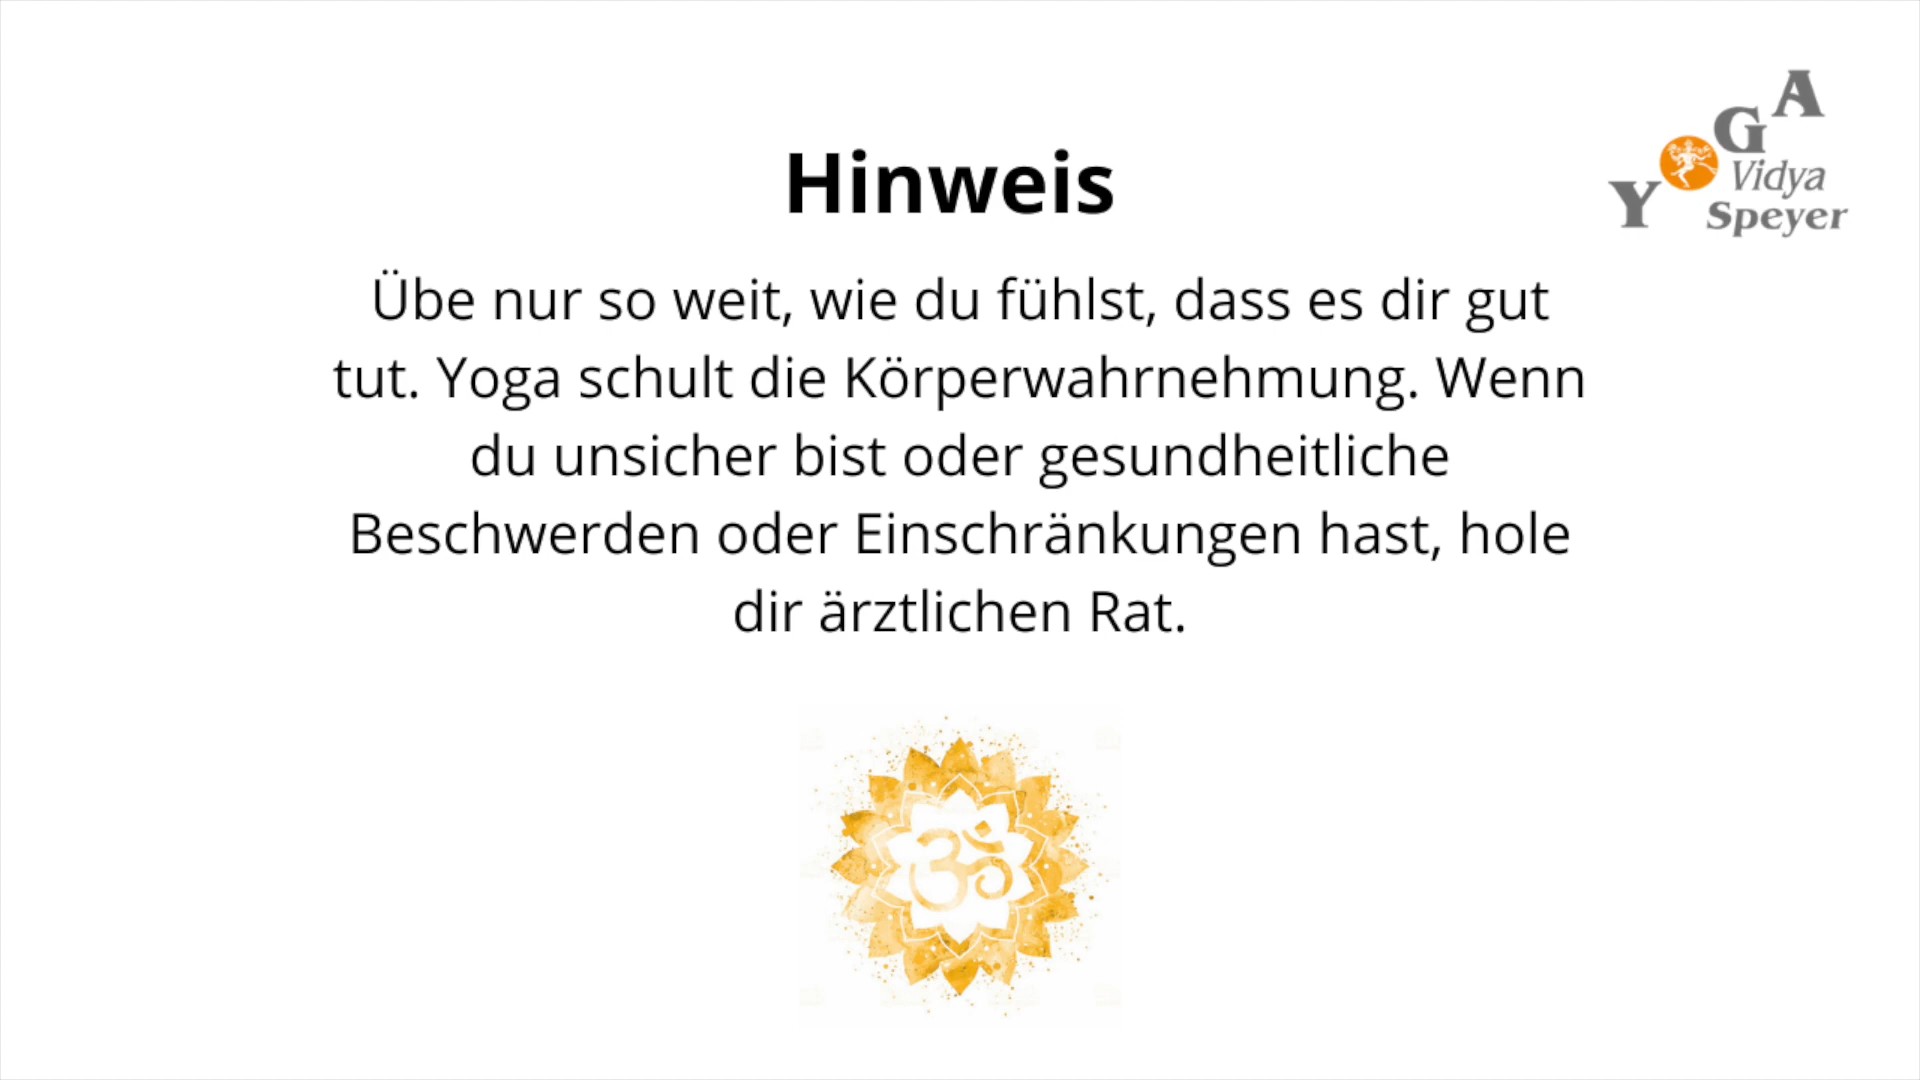 Hinweis
YOGA
Vidya
Speyer
Übe nur so weit, wie du fühlst, dass es dir gut
tut. Yoga schult die Körperwahrnehmung. Wenn
du unsicher bist oder gesundheitliche
Beschwerden oder Einschränkungen hast, hole
dir ärztlichen Rat.
ॐ